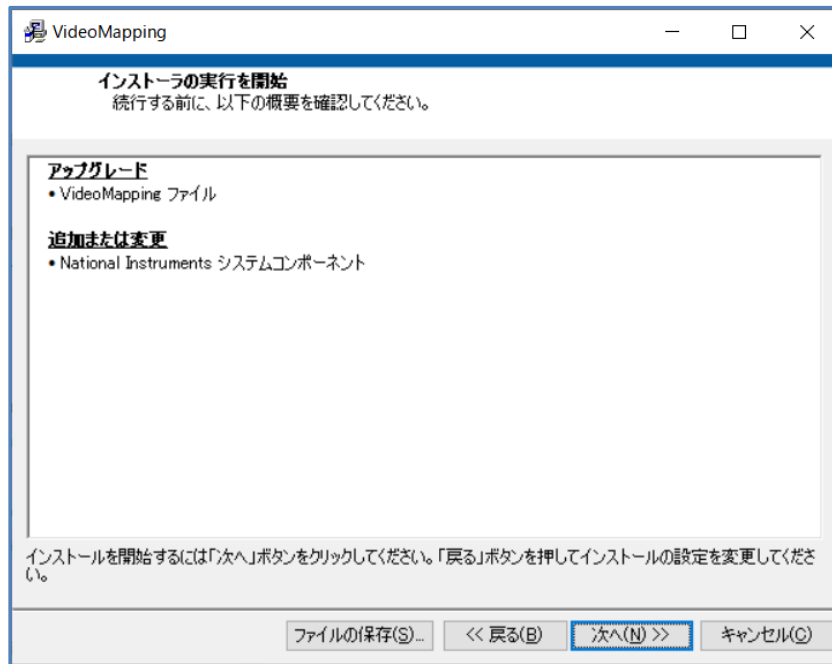 VideoMapping
インストーラの実行を開始
続行する前に、以下の概要を確認してください。
アップグレード
• VideoMapping ファイル
追加または変更
• National Instruments システムコンポーネント
インストールを開始するには「次へ」ボタンをクリックしてください。「戻る」ボタンを押してインストールの設定を変更してくださ
い。
ファイルの保存(S)... << 戻る(B) 次へ(N) >> キャンセル(C)